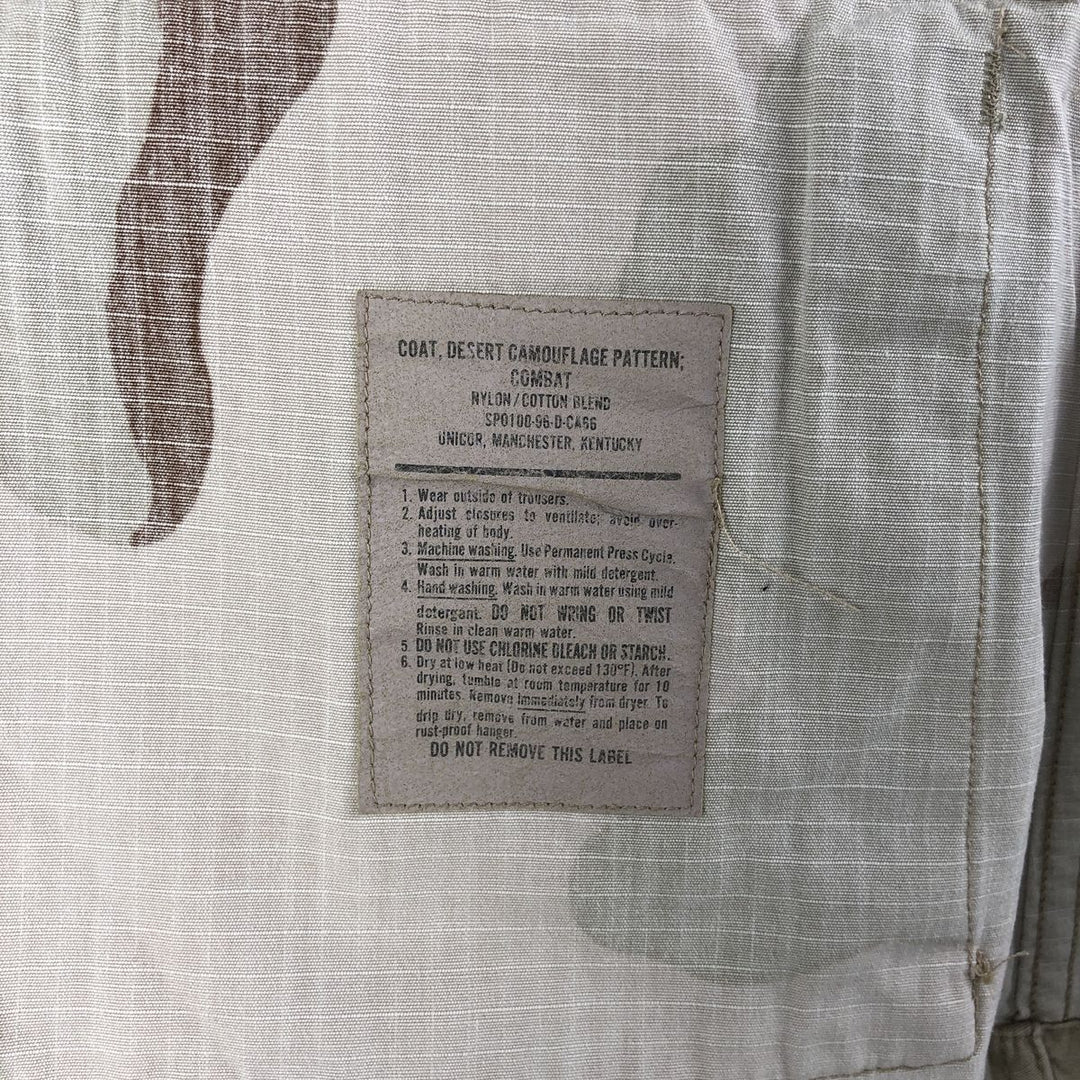 COAT, DESERT CAMOUFLAGE PATTERN;
COMBAT
NYLON/COTTON BLEND
SP0100-96-D-CA66
UNICOR, MANCHESTER, KENTUCKY
1. Wear outside of trousers.
2. Adjust closures to ventilate; avoid over-
heating of body.
3. Machine washing. Use Permanent Press Cycle.
Wash in warm water with mild detergent.
4. Hand washing. Wash in warm water using mild
detergent. DO NOT WRING OR TWIST
Rinse in clean warm water.
5. DO NOT USE CHLORINE BLEACH OR STARCH.
6. Dry at low heat (Do not exceed 130°F). After
drying, tumble at room temperature for 10
minutes. Remove immediately from dryer. To
drip dry, remove from water and place on
rust-proof hanger.
DO NOT REMOVE THIS LABEL